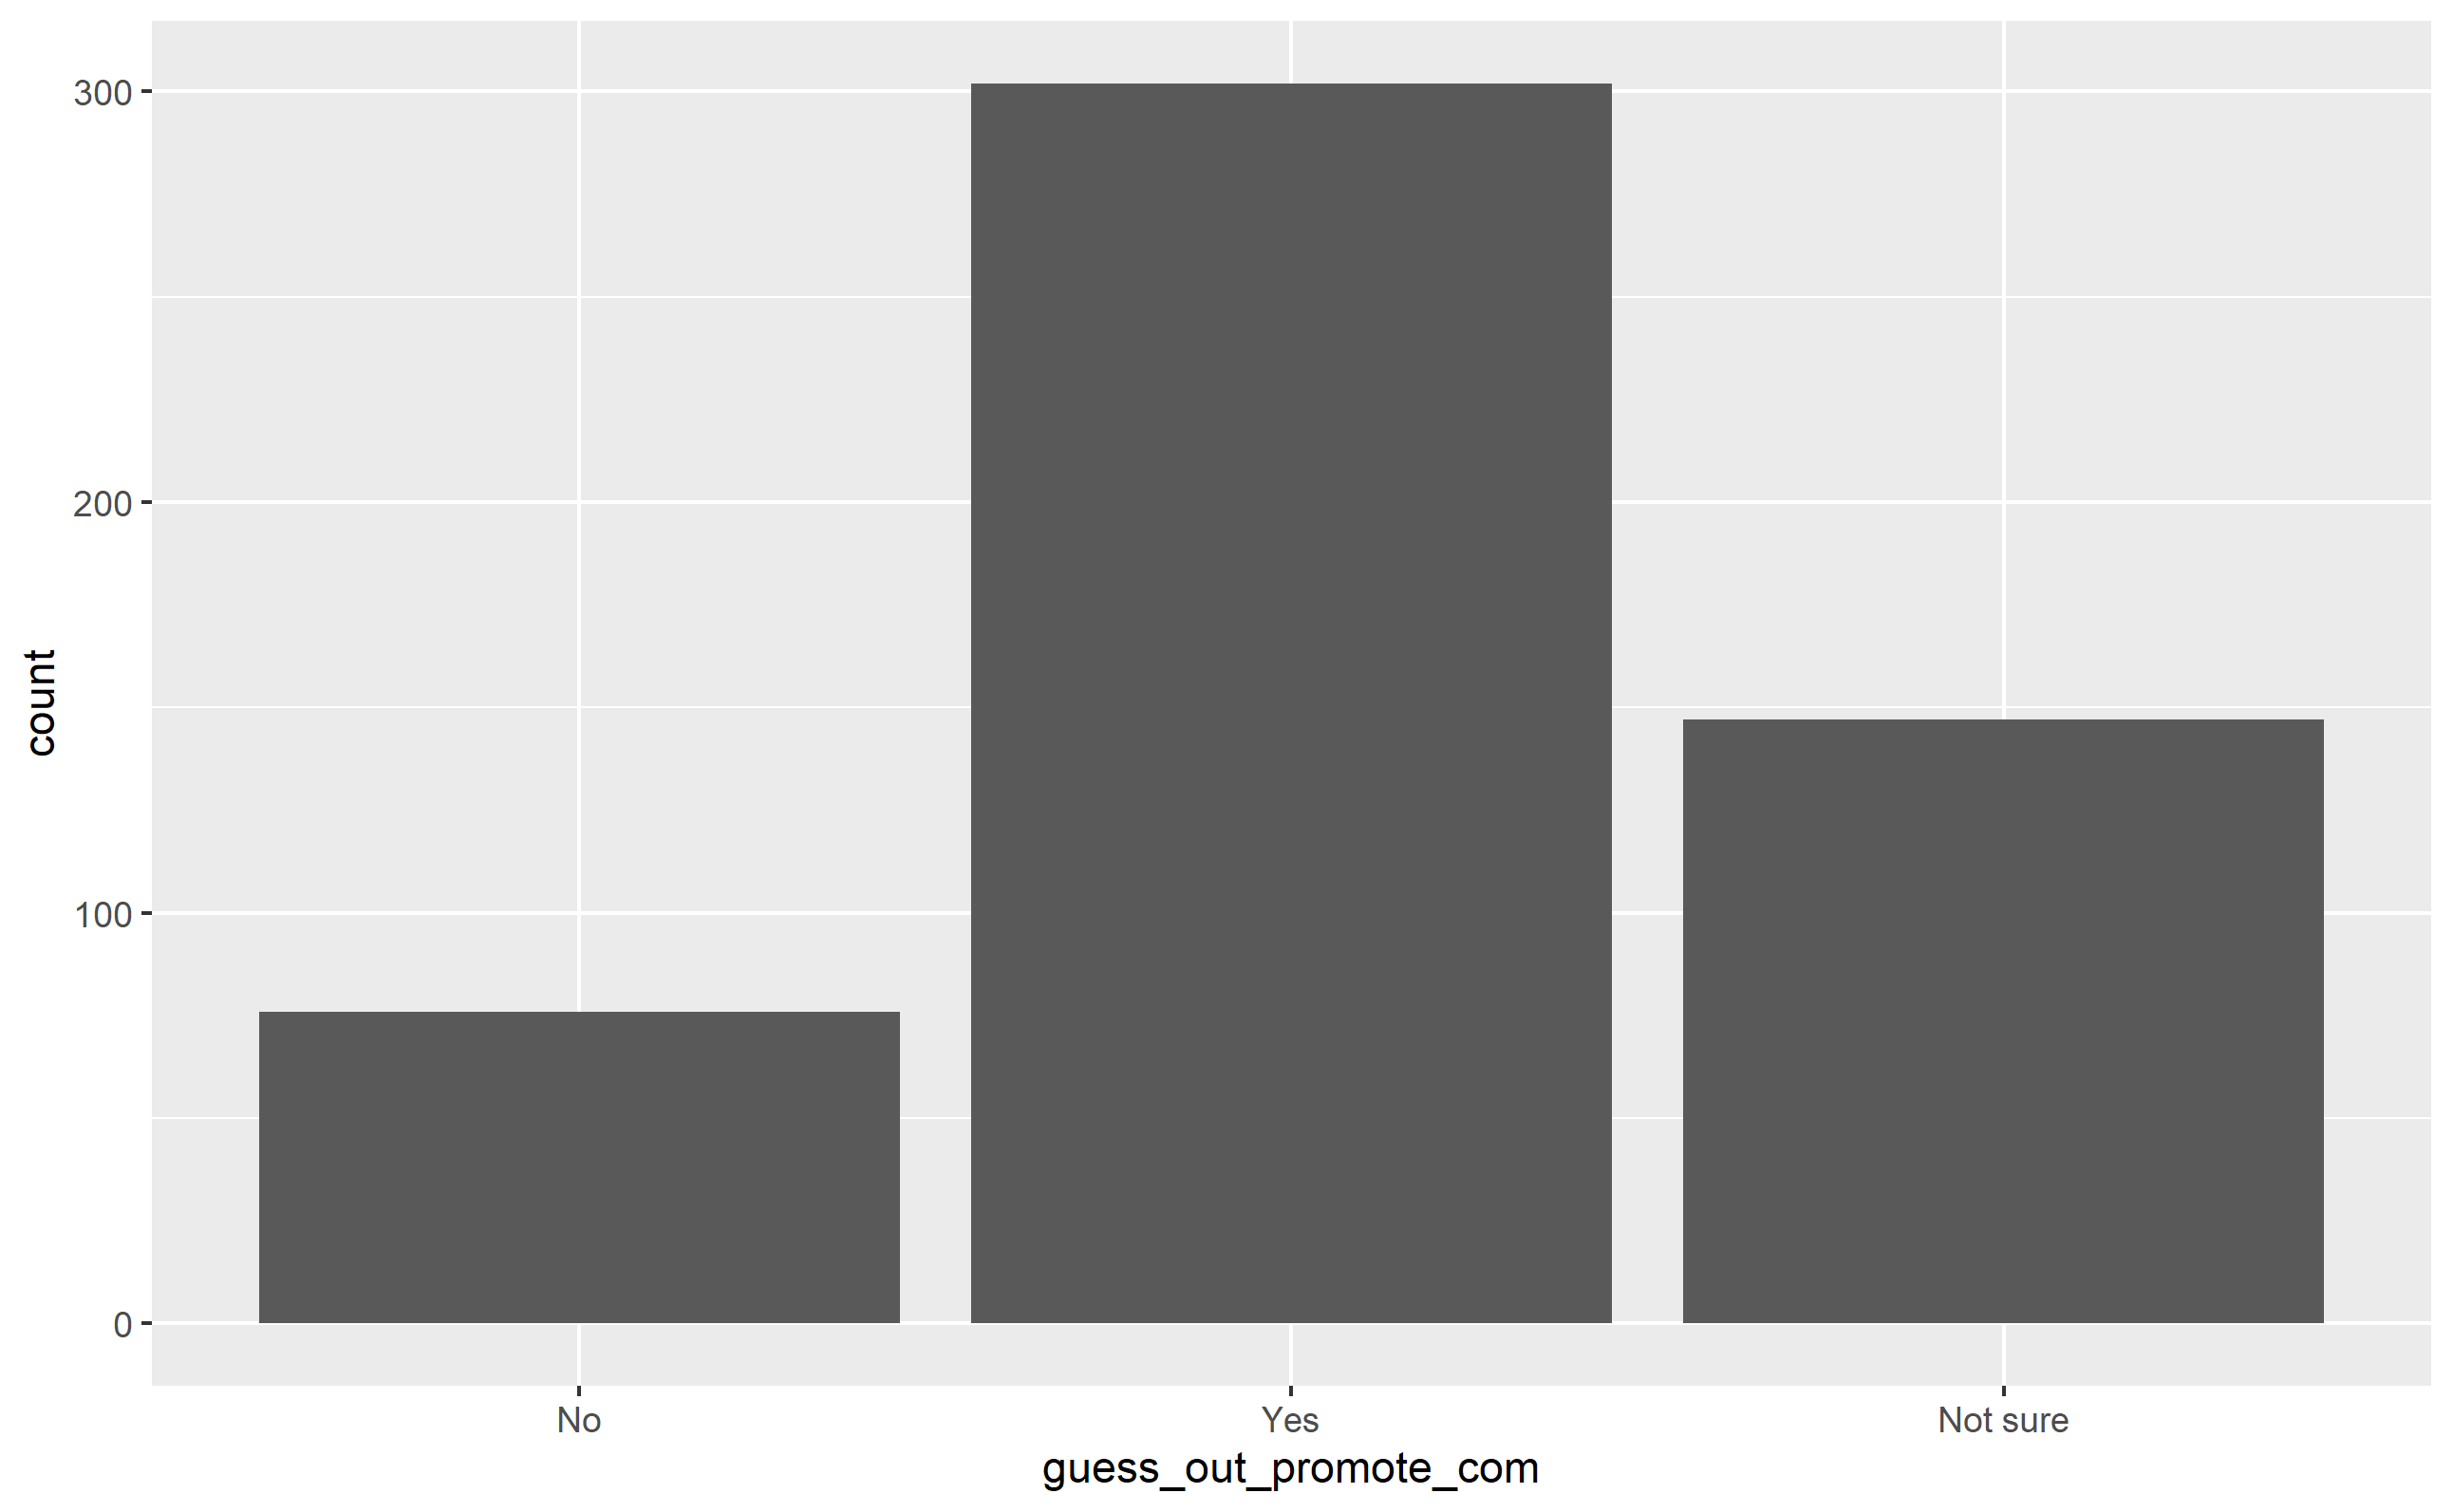 300
200
100
0
count
No
Yes
Not sure
guess_out_promote_com